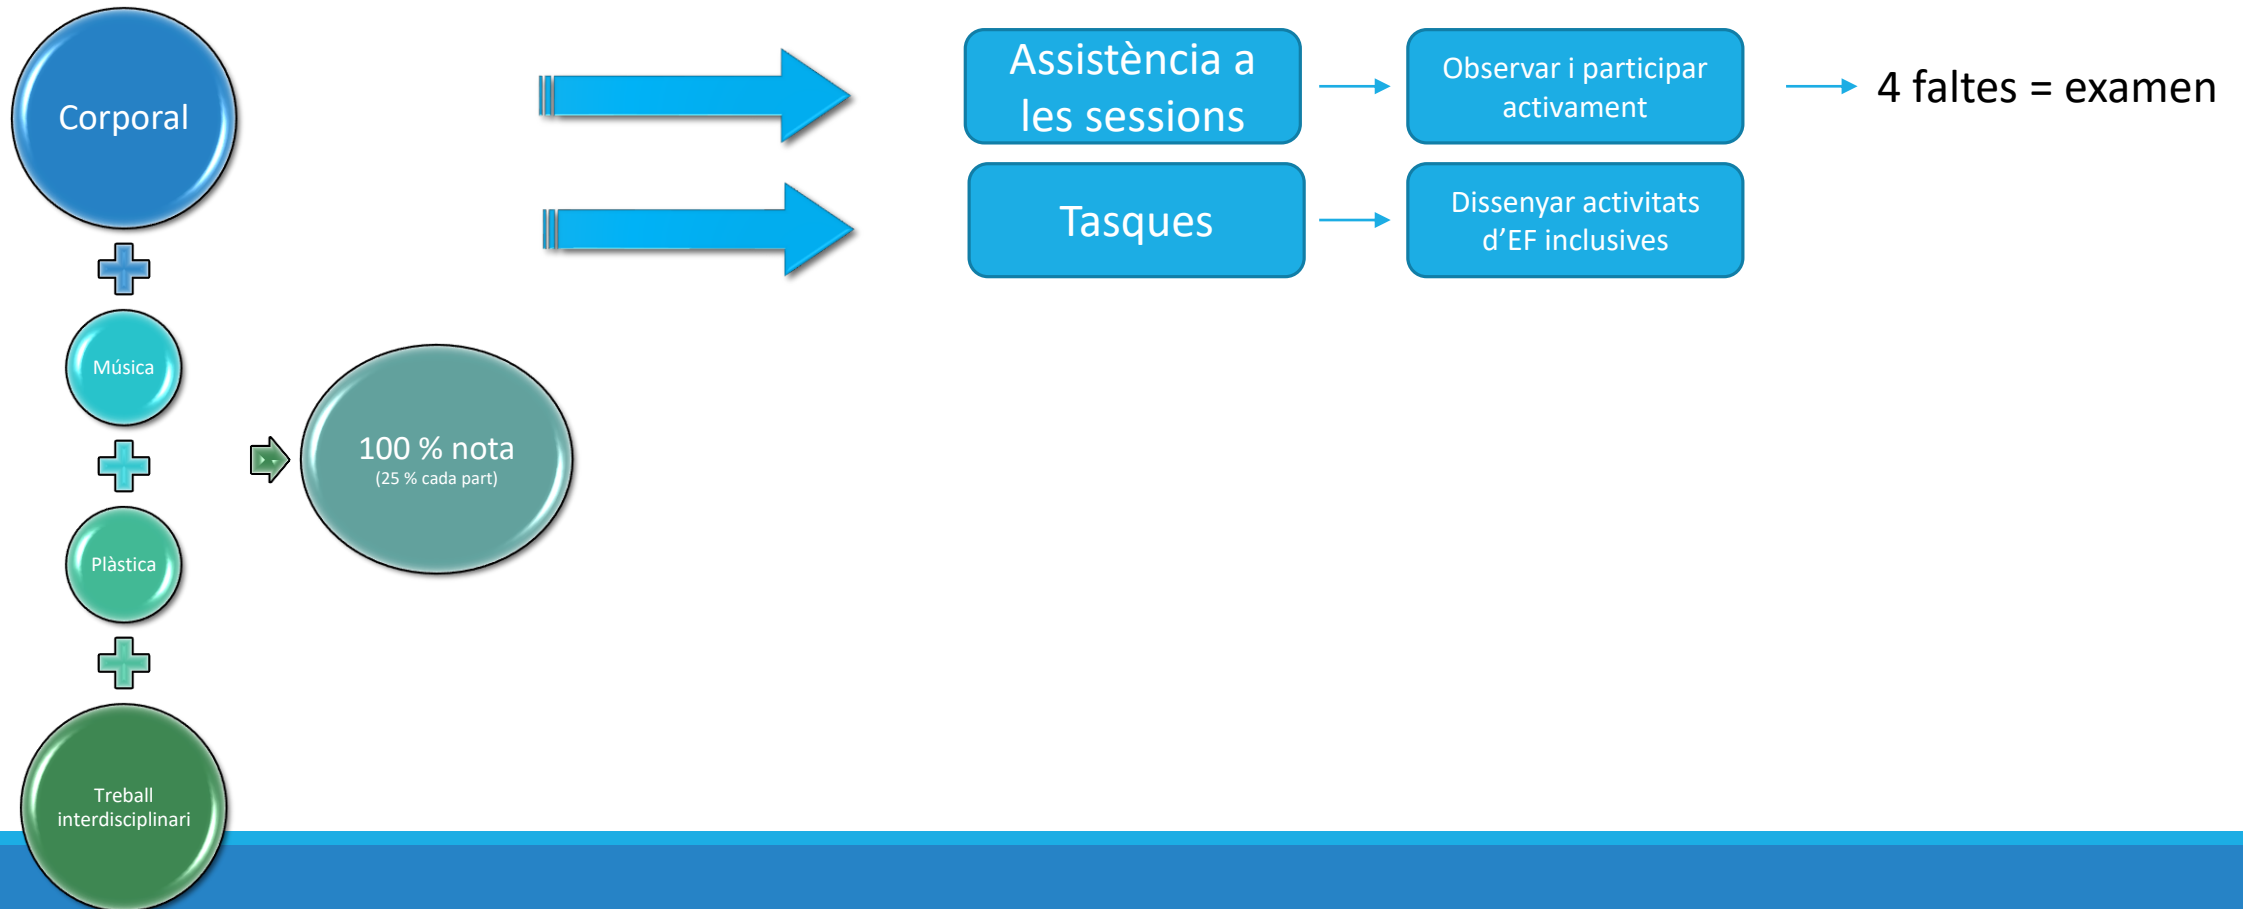 Corporal
Assistència a
les sessions
Observar i participar
activament
4 faltes = examen
Tasques
Dissenyar activitats
d’EF inclusives
Música
100 % nota
(25 % cada part)
Plàstica
Treball
interdisciplinari